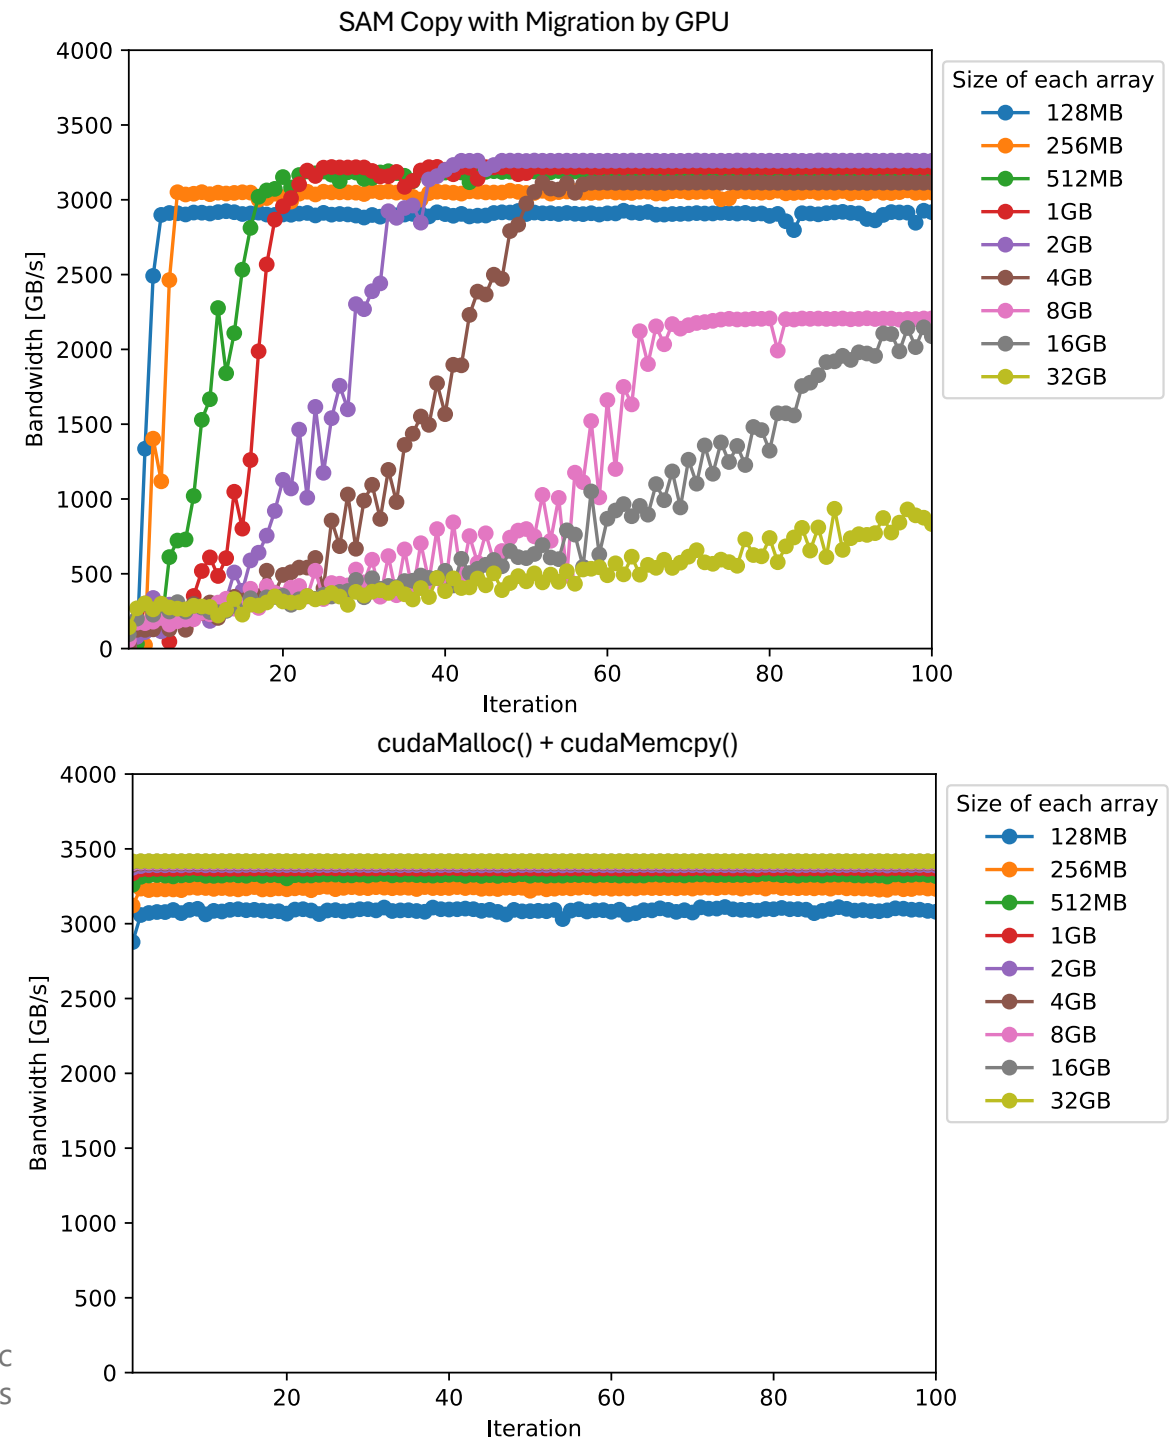 SAM Copy with Migration by GPU
4000
3500
3000
2500
2000
1500
1000
500
0
Bandwidth [GB/s]
20
40
60
80
100
Iteration
Size of each array
128MB
256MB
512MB
1GB
2GB
4GB
8GB
16GB
32GB
cudaMalloc() + cudaMemcpy()
4000
3500
3000
2500
2000
1500
1000
500
0
Bandwidth [GB/s]
20
40
60
80
100
Iteration
Size of each array
128MB
256MB
512MB
1GB
2GB
4GB
8GB
16GB
32GB
c
s